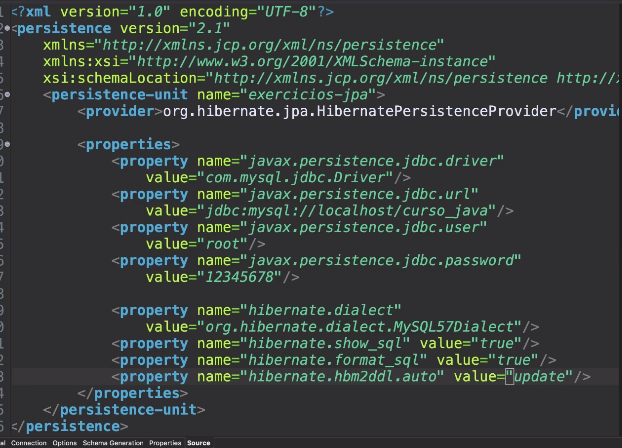 <?xml version="1.0" encoding="UTF-8"?>
<persistence version="2.1"
xmlns="http://xmlns.jcp.org/xml/ns/persistence"
xmlns:xsi="http://www.w3.org/2001/XMLSchema-instance"
xsi:schemaLocation="http://xmlns.jcp.org/xml/ns/persistence http://
<persistence-unit name="exercicios-jpa">
<provider>org.hibernate.jpa.HibernatePersistenceProvider</provi
<properties>
<property name="javax.persistence.jdbc.driver"
value="com.mysql.jdbc.Driver"/>
<property name="javax.persistence.jdbc.url"
value="jdbc:mysql://localhost/curso_java"/>
<property name="javax.persistence.jdbc.user"
value="root"/>
<property name="javax.persistence.jdbc.password"
value="12345678"/>
<property name="hibernate.dialect"
value="org.hibernate.dialect.MySQL57Dialect"/>
<property name="hibernate.show_sql" value="true"/>
<property name="hibernate.format_sql" value="true"/>
<property name="hibernate.hbm2ddl.auto" value="update"/>
</properties>
</persistence-unit>
</persistence>
al Connection Options Schema Generation Properties Source